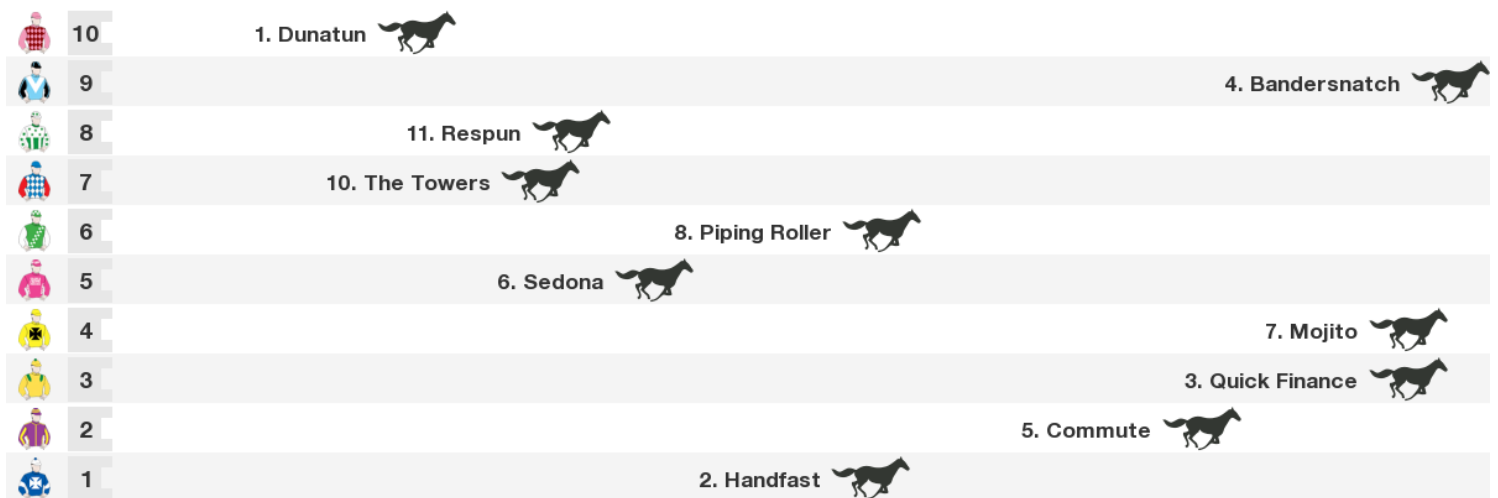 10 1. Dunatun
9 4. Bandersnatch
8 11. Respun
7 10. The Towers
6 8. Piping Roller
5 6. Sedona
4 7. Mojito
3 3. Quick Finance
2 5. Commute
1 2. Handfast